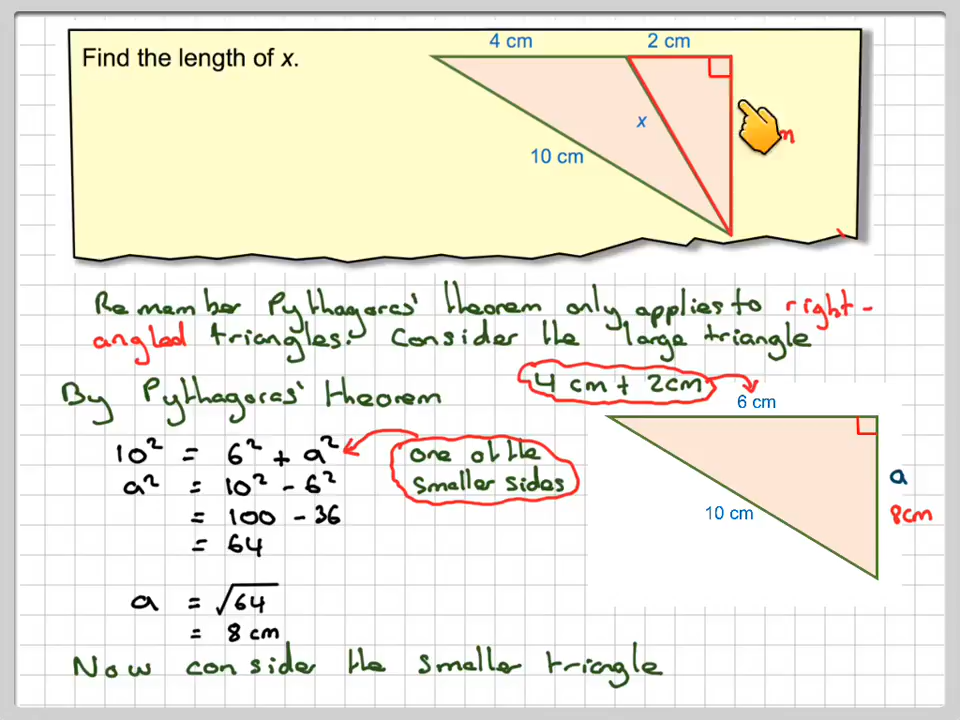 4 cm
2 cm
Find the length of x.
x
10 cm
Remember Pythagoras' theorem only applies to right-
angled triangles. Consider the large triangle
4 cm + 2cm
By Pythagoras' theorem
6 cm
10² = 6² + a²
one of the
a² = 10² - 6²
smaller sides
a
= 100 - 36
10 cm
8cm
= 64
a = √64
= 8 cm
Now consider the smaller triangle